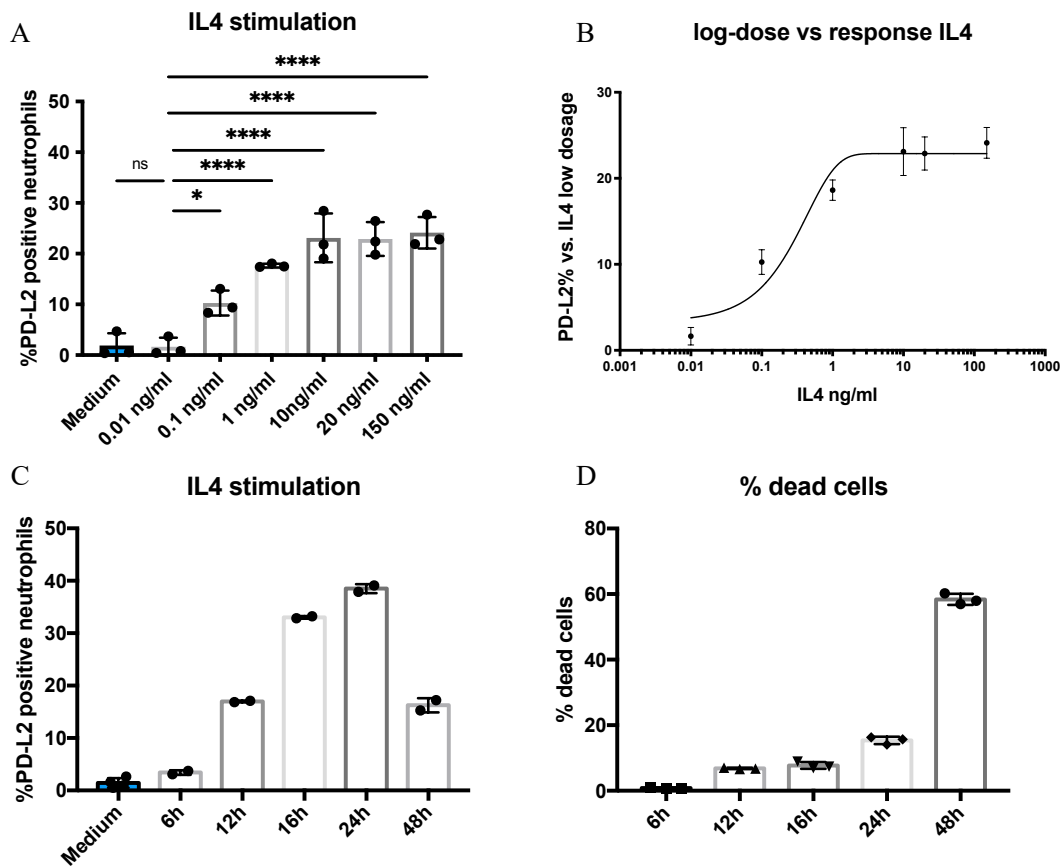 A
IL4 stimulation
****
****
****
****
ns
*
%PD-L2 positive neutrophils
50
40
30
20
10
0
Medium
0.01 ng/ml
0.1 ng/ml
1 ng/ml
10ng/ml
20 ng/ml
150 ng/ml
B
log-dose vs response IL4
PD-L2% vs. IL4 low dosage
30
20
10
0
0.001
0.01
0.1
1
10
100
1000
IL4 ng/ml
C
IL4 stimulation
%PD-L2 positive neutrophils
50
40
30
20
10
0
Medium
6h
12h
16h
24h
48h
D
% dead cells
% dead cells
80
60
40
20
0
6h
12h
16h
24h
48h